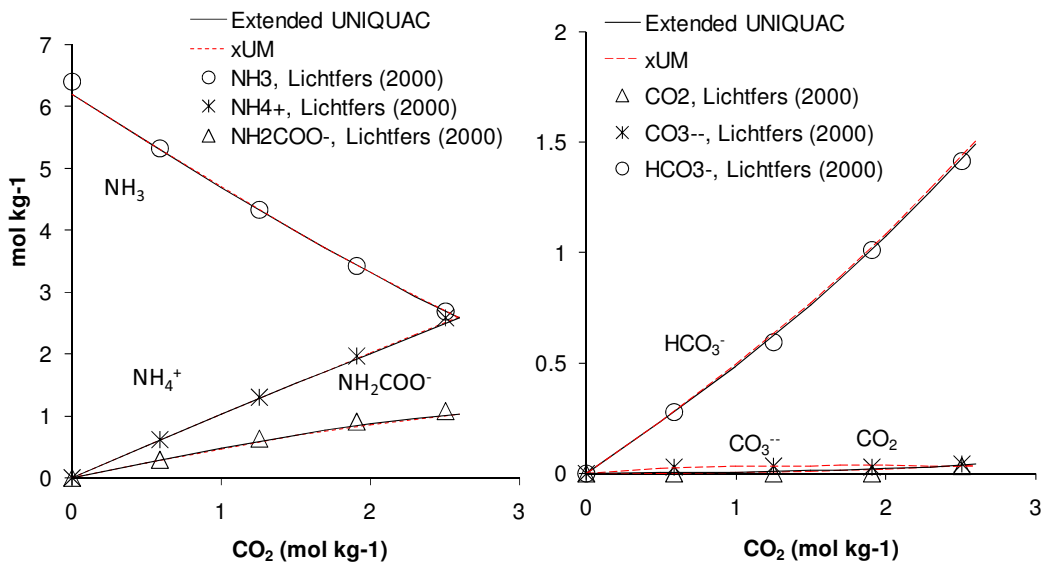 Extended UNIQUAC
xUM
NH3, Lichtfers (2000)
NH4+, Lichtfers (2000)
NH2COO-, Lichtfers (2000)
7
6
5
4
3
2
1
0
mol kg-1
NH₃
NH₄⁺
NH₂COO⁻
0
1
2
3
CO₂ (mol kg-1)
Extended UNIQUAC
xUM
CO2, Lichtfers (2000)
CO3--, Lichtfers (2000)
HCO3-, Lichtfers (2000)
2
1.5
1
0.5
0
HCO₃⁻
CO₃⁻⁻
CO₂
0
1
2
3
CO₂ (mol kg-1)